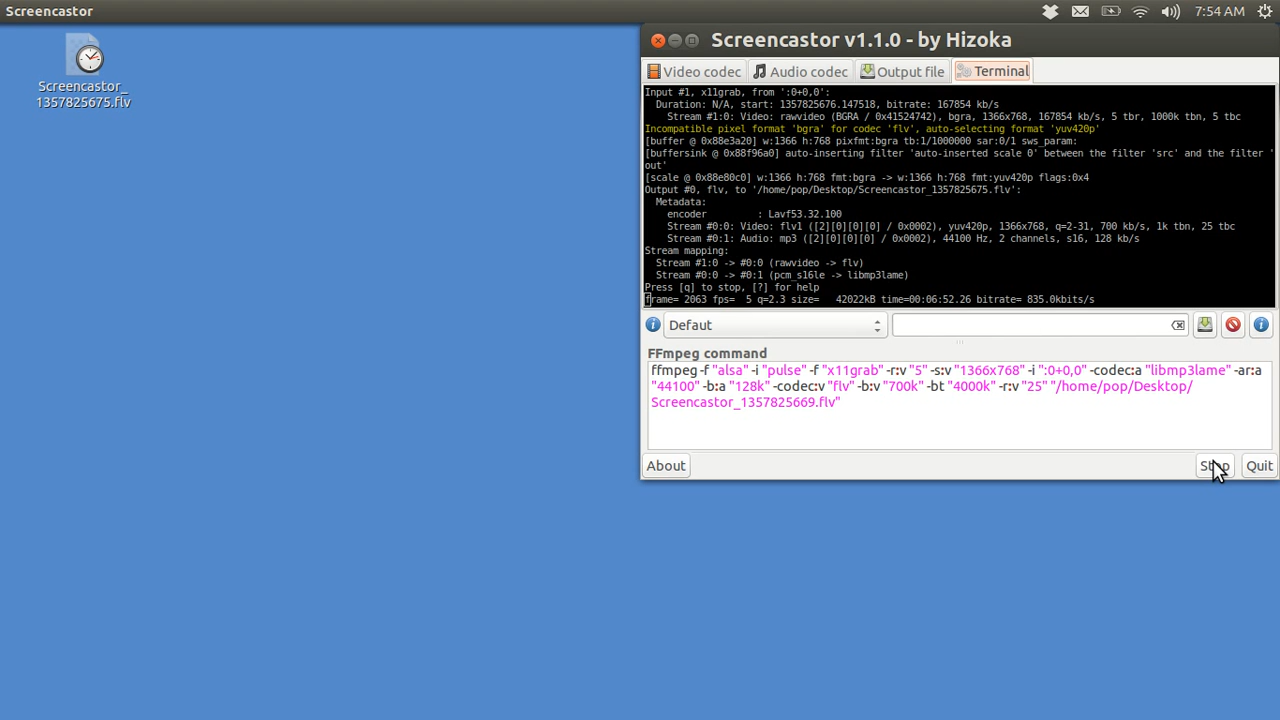 Screencastor
7:54 AM
Screencastor_
1357825675.flv
Screencastor v1.1.0 - by Hizoka
Video codec
Audio codec
Output file
Terminal
Input #1, x11grab, from ':0+0,0':
Duration: N/A, start: 1357825676.147518, bitrate: 167854 kb/s
Stream #1:0: Video: rawvideo (BGRA / 0x41524742), bgra, 1366x768, 167854 kb/s, 5 tbr, 1000k tbn, 5 tbc
Incompatible pixel format 'bgra' for codec 'flv', auto-selecting format 'yuv420p'
[buffer @ 0x88e3a20] w:1366 h:768 pixfmt:bgra tb:1/1000000 sar:0/1 sws_param:
[buffersink @ 0x88f96a0] auto-inserting filter 'auto-inserted scale 0' between the filter 'src' and the filter '
out'
[scale @ 0x88e80c0] w:1366 h:768 fmt:bgra -> w:1366 h:768 fmt:yuv420p flags:0x4
Output #0, flv, to '/home/pop/Desktop/Screencastor_1357825675.flv':
Metadata:
encoder : Lavf53.32.100
Stream #0:0: Video: flv1 ([2][0][0][0] / 0x0002), yuv420p, 1366x768, q=2-31, 700 kb/s, 1k tbn, 25 tbc
Stream #0:1: Audio: mp3 ([2][0][0][0] / 0x0002), 44100 Hz, 2 channels, s16, 128 kb/s
Stream mapping:
Stream #1:0 -> #0:0 (rawvideo -> flv)
Stream #0:0 -> #0:1 (pcm_s16le -> libmp3lame)
Press [q] to stop, [?] for help
frame= 2063 fps= 5 q=2.3 size= 42022kB time=00:06:52.26 bitrate= 835.0kbits/s
Defaut
FFmpeg command
ffmpeg -f "alsa" -i "pulse" -f "x11grab" -r:v "5" -s:v "1366x768" -i ":0+0,0" -codec:a "libmp3lame" -ar:a
"44100" -b:a "128k" -codec:v "flv" -b:v "700k" -bt "4000k" -r:v "25" "/home/pop/Desktop/
Screencastor_1357825669.flv"
About
Stop
Quit